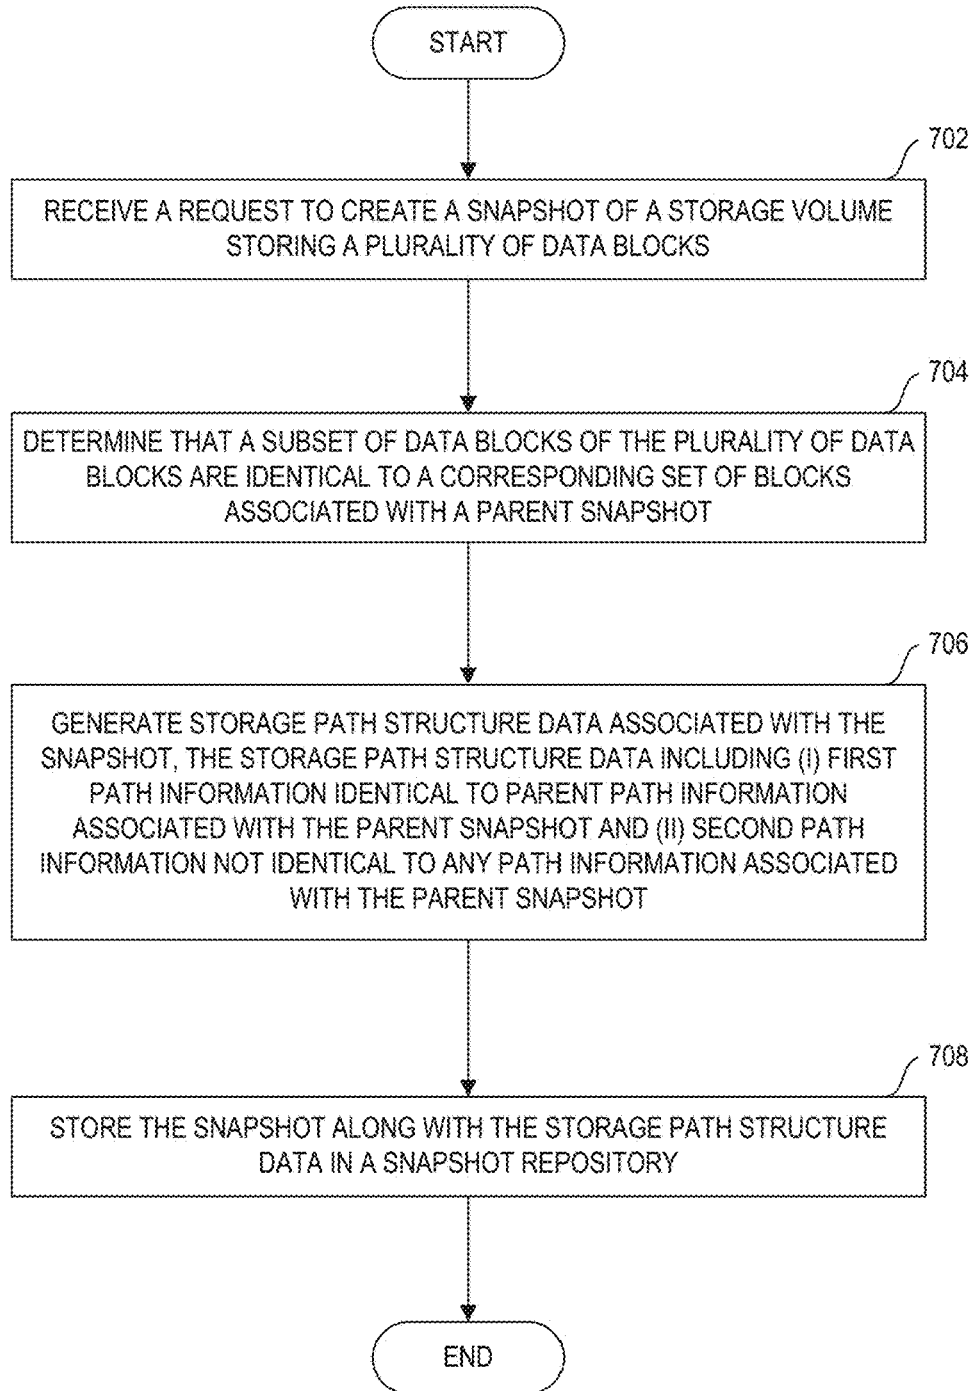 START
702
RECEIVE A REQUEST TO CREATE A SNAPSHOT OF A STORAGE VOLUME
STORING A PLURALITY OF DATA BLOCKS
704
DETERMINE THAT A SUBSET OF DATA BLOCKS OF THE PLURALITY OF DATA
BLOCKS ARE IDENTICAL TO A CORRESPONDING SET OF BLOCKS
ASSOCIATED WITH A PARENT SNAPSHOT
706
GENERATE STORAGE PATH STRUCTURE DATA ASSOCIATED WITH THE
SNAPSHOT, THE STORAGE PATH STRUCTURE DATA INCLUDING (I) FIRST
PATH INFORMATION IDENTICAL TO PARENT PATH INFORMATION
ASSOCIATED WITH THE PARENT SNAPSHOT AND (II) SECOND PATH
INFORMATION NOT IDENTICAL TO ANY PATH INFORMATION ASSOCIATED
WITH THE PARENT SNAPSHOT
708
STORE THE SNAPSHOT ALONG WITH THE STORAGE PATH STRUCTURE
DATA IN A SNAPSHOT REPOSITORY
END